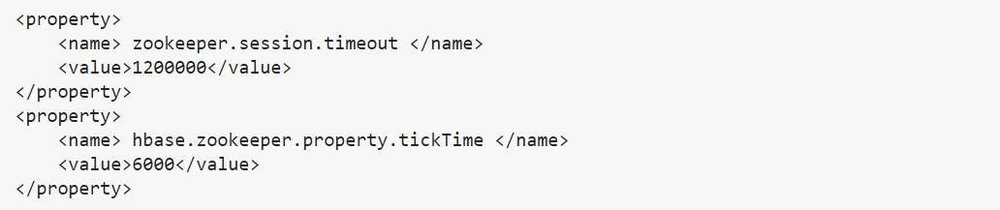 <property>
    <name> zookeeper.session.timeout </name>
    <value>1200000</value>
</property>
<property>
    <name> hbase.zookeeper.property.tickTime </name>
    <value>6000</value>
</property>